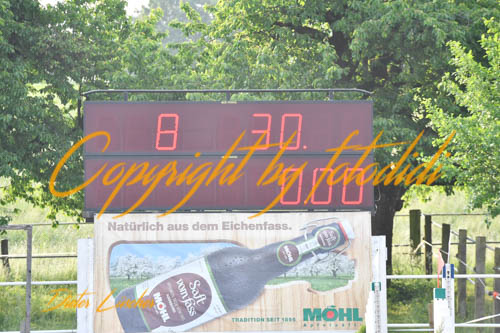 8 30.
Copyright by fotodidi
0.00
Natürlich aus dem Eichenfass.
Saft
vom Fass
MÖHL
TRADITION SEIT 1895
MÖHL
Apfelsaft